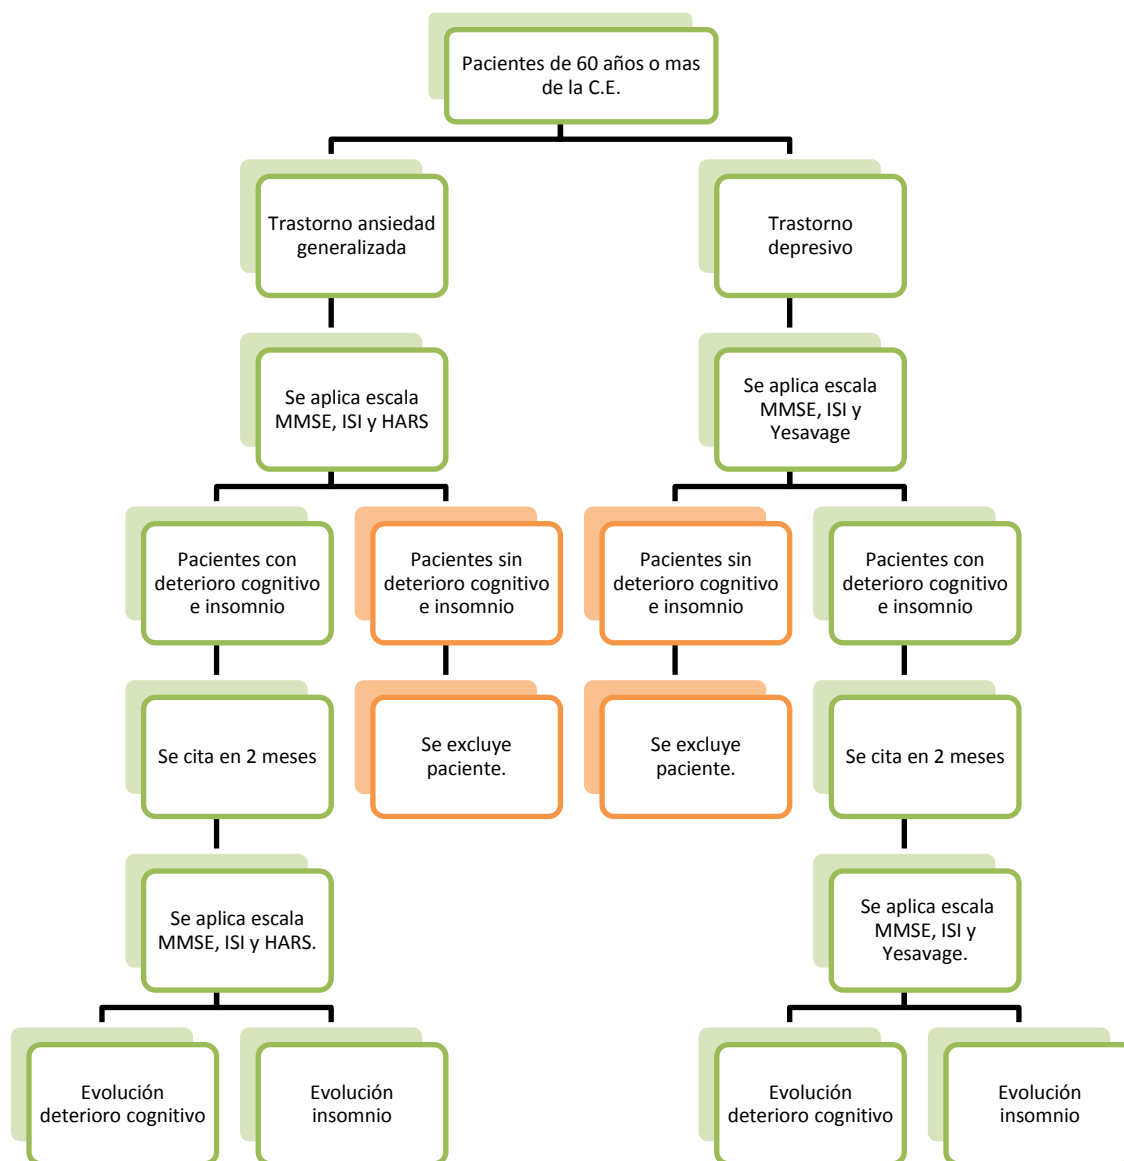 Pacientes de 60 años o mas
de la C.E.
Trastorno ansiedad
generalizada
Trastorno
depresivo
Se aplica escala
MMSE, ISI y HARS
Se aplica escala
MMSE, ISI y
Yesavage
Pacientes con
deterioro cognitivo
e insomnio
Pacientes sin
deterioro cognitivo
e insomnio
Pacientes sin
deterioro cognitivo
e insomnio
Pacientes con
deterioro cognitivo
e insomnio
Se cita en 2 meses
Se excluye
paciente.
Se excluye
paciente.
Se cita en 2 meses
Se aplica escala
MMSE, ISI y HARS.
Se aplica escala
MMSE, ISI y
Yesavage.
Evolución
deterioro cognitivo
Evolución
insomnio
Evolución
deterioro cognitivo
Evolución
insomnio